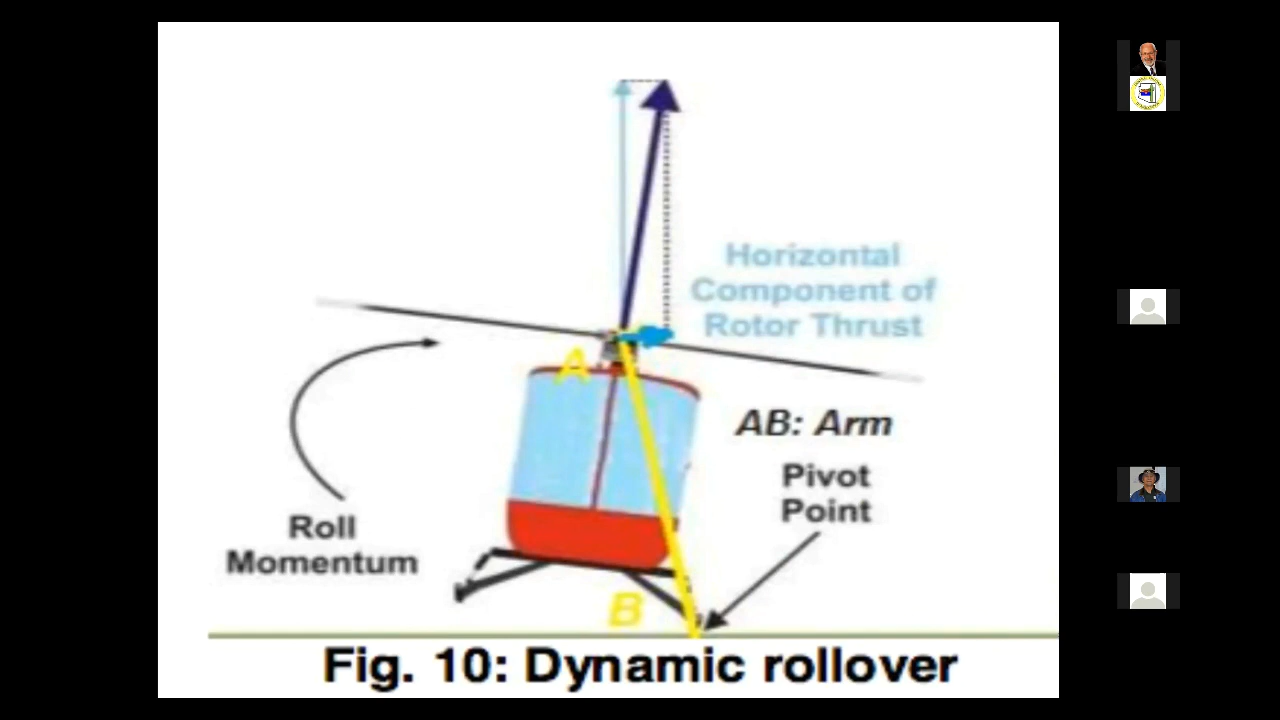 Horizontal
Component of
Rotor Thrust
A
AB: Arm
Pivot
Point
Roll
Momentum
B
Fig. 10: Dynamic rollover